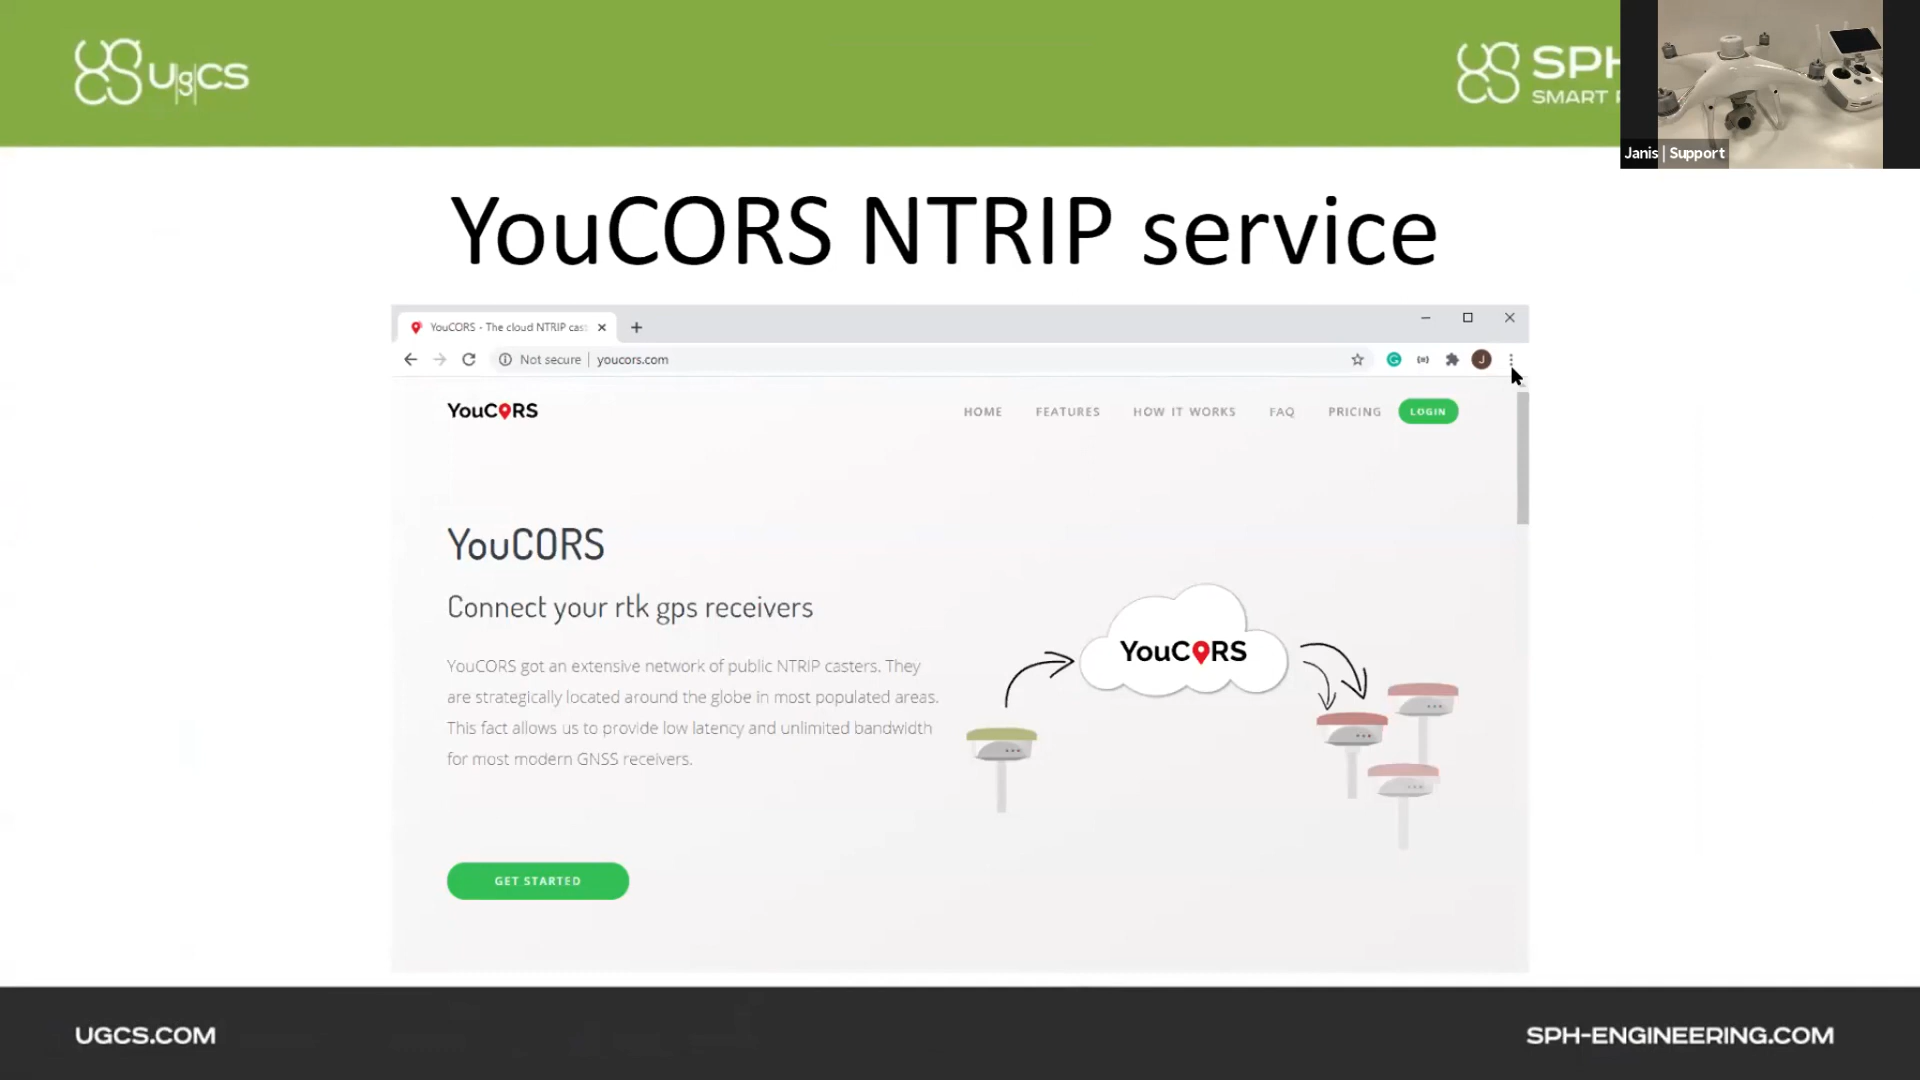 UgCS
SPH
SMART
Janis | Support
YouCORS NTRIP service
YouCORS - The cloud NTRIP cas
Not secure
youcors.com
J
YouCORS
HOME
FEATURES
HOW IT WORKS
FAQ
PRICING
LOGIN
YouCORS
Connect your rtk gps receivers
YouCORS got an extensive network of public NTRIP casters. They
are strategically located around the globe in most populated areas.
This fact allows us to provide low latency and unlimited bandwidth
for most modern GNSS receivers.
YouCORS
GET STARTED
UGCS.COM
SPH-ENGINEERING.COM